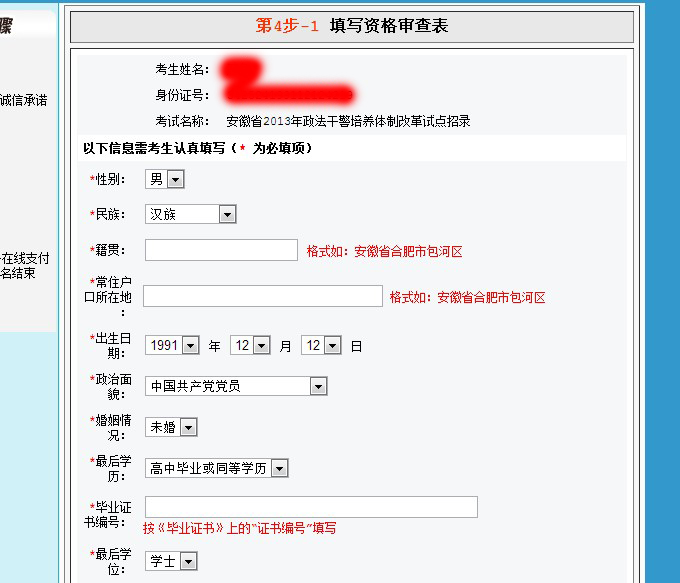 骤
第4步-1 填写资格审查表
考生姓名：
身份证号：
诚信承诺
考试名称： 安徽省2013年政法干警培养体制改革试点招录
以下信息需考生认真填写（* 为必填项）
*性别： 男
*民族： 汉族
*籍贯： 格式如：安徽省合肥市包河区
在线支付
名结束
*常住户
口所在地
： 格式如：安徽省合肥市包河区
*出生日
期： 1991 年 12 月 12 日
*政治面
貌： 中国共产党党员
*婚姻情
况： 未婚
*最后学
历： 高中毕业或同等学历
*毕业证
书编号：
按《毕业证书》上的“证书编号”填写
*最后学
位： 学士